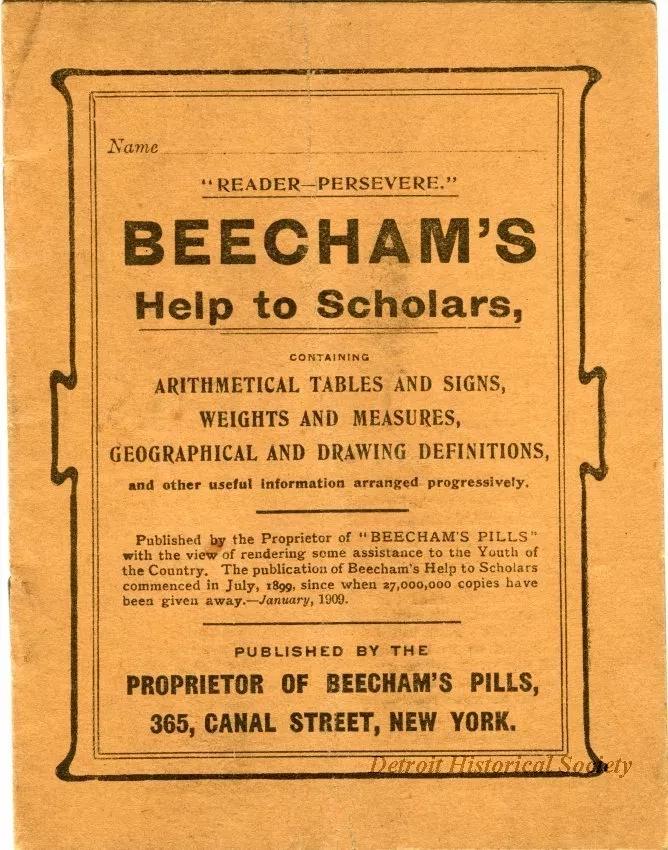 Name
"READER—PERSEVERE."
BEECHAM'S
Help to Scholars,
CONTAINING
ARITHMETICAL TABLES AND SIGNS,
WEIGHTS AND MEASURES,
GEOGRAPHICAL AND DRAWING DEFINITIONS,
and other useful information arranged progressively.
Published by the Proprietor of "BEECHAM'S PILLS"
with the view of rendering some assistance to the Youth of
the Country. The publication of Beecham's Help to Scholars
commenced in July, 1899, since when 27,000,000 copies have
been given away.—January, 1909.
PUBLISHED BY THE
PROPRIETOR OF BEECHAM'S PILLS,
365, CANAL STREET, NEW YORK.
Detroit Historical Society